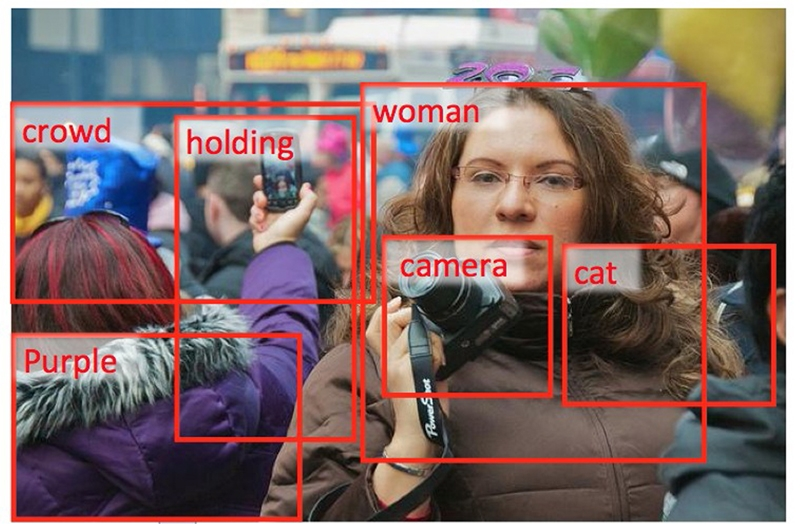 crowd
holding
woman
camera
cat
Purple
PowerShot